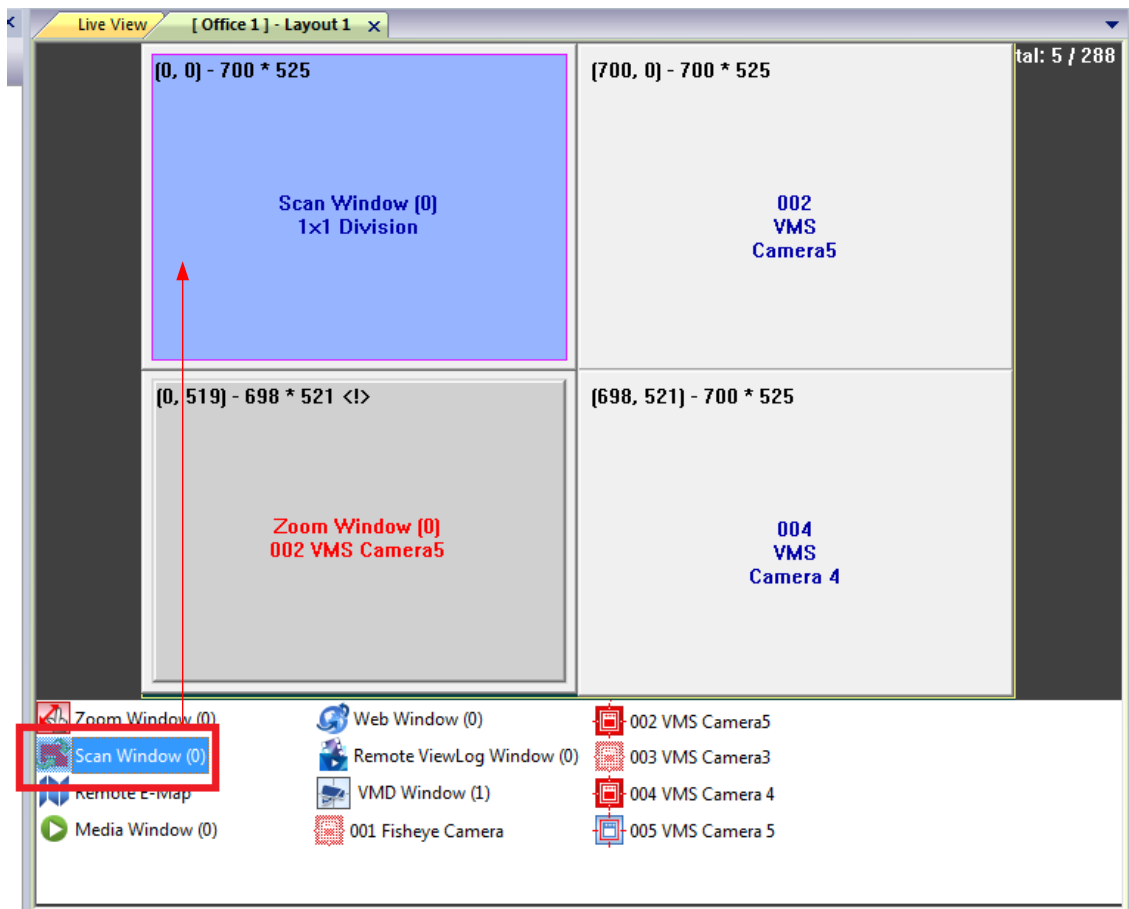 Live View
[ Office 1 ] - Layout 1 x
tal: 5 / 288
(0, 0) - 700 * 525
(700, 0) - 700 * 525
Scan Window (0)
1x1 Division
002
VMS
Camera5
(0, 519) - 698 * 521 <!>
(698, 521) - 700 * 525
Zoom Window (0)
002 VMS Camera5
004
VMS
Camera 4
Zoom Window (0)
Web Window (0)
002 VMS Camera5
Scan Window (0)
Remote ViewLog Window (0)
003 VMS Camera3
Remote E-Map
VMD Window (1)
004 VMS Camera 4
Media Window (0)
001 Fisheye Camera
005 VMS Camera 5